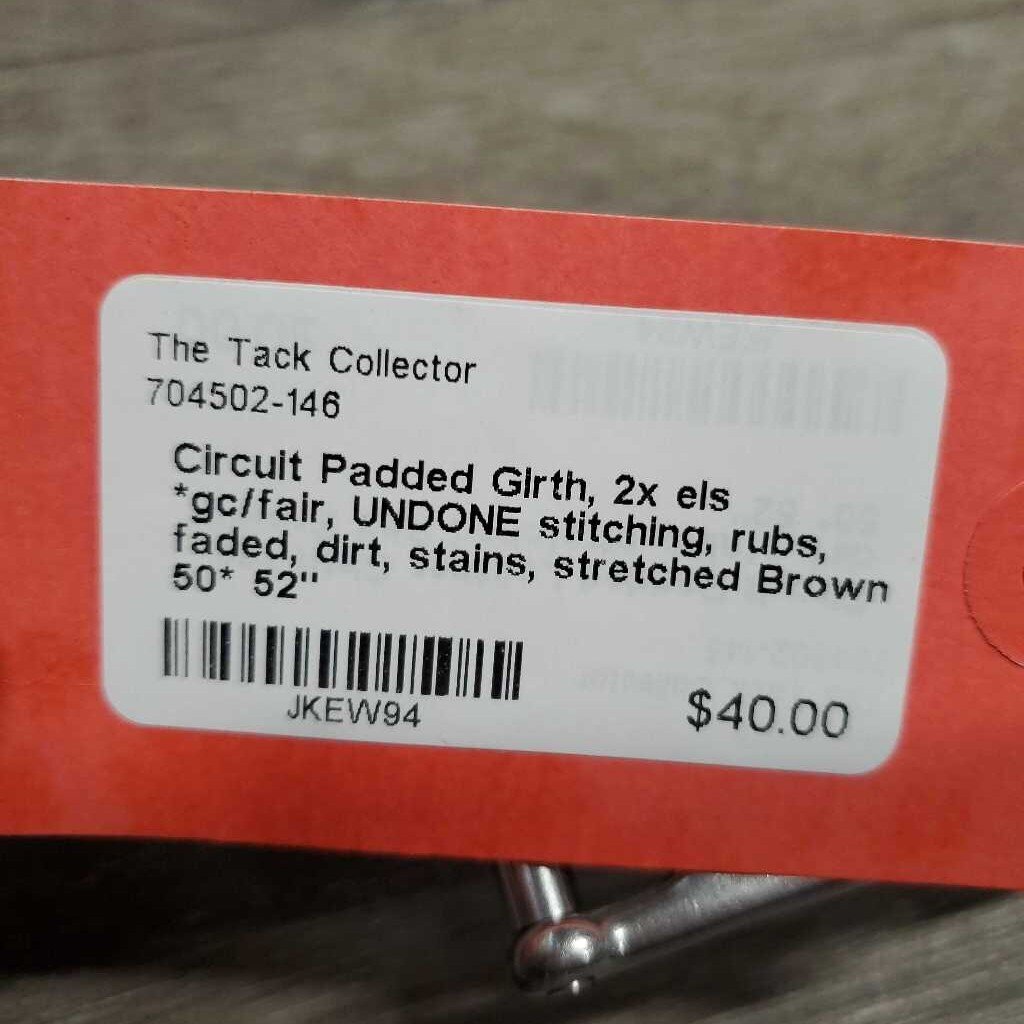 The Tack Collector
704502-146
Circuit Padded Girth, 2x els
*gc/fair, UNDONE stitching, rubs,
faded, dirt, stains, stretched Brown
50* 52"
JKEW94
$40.00